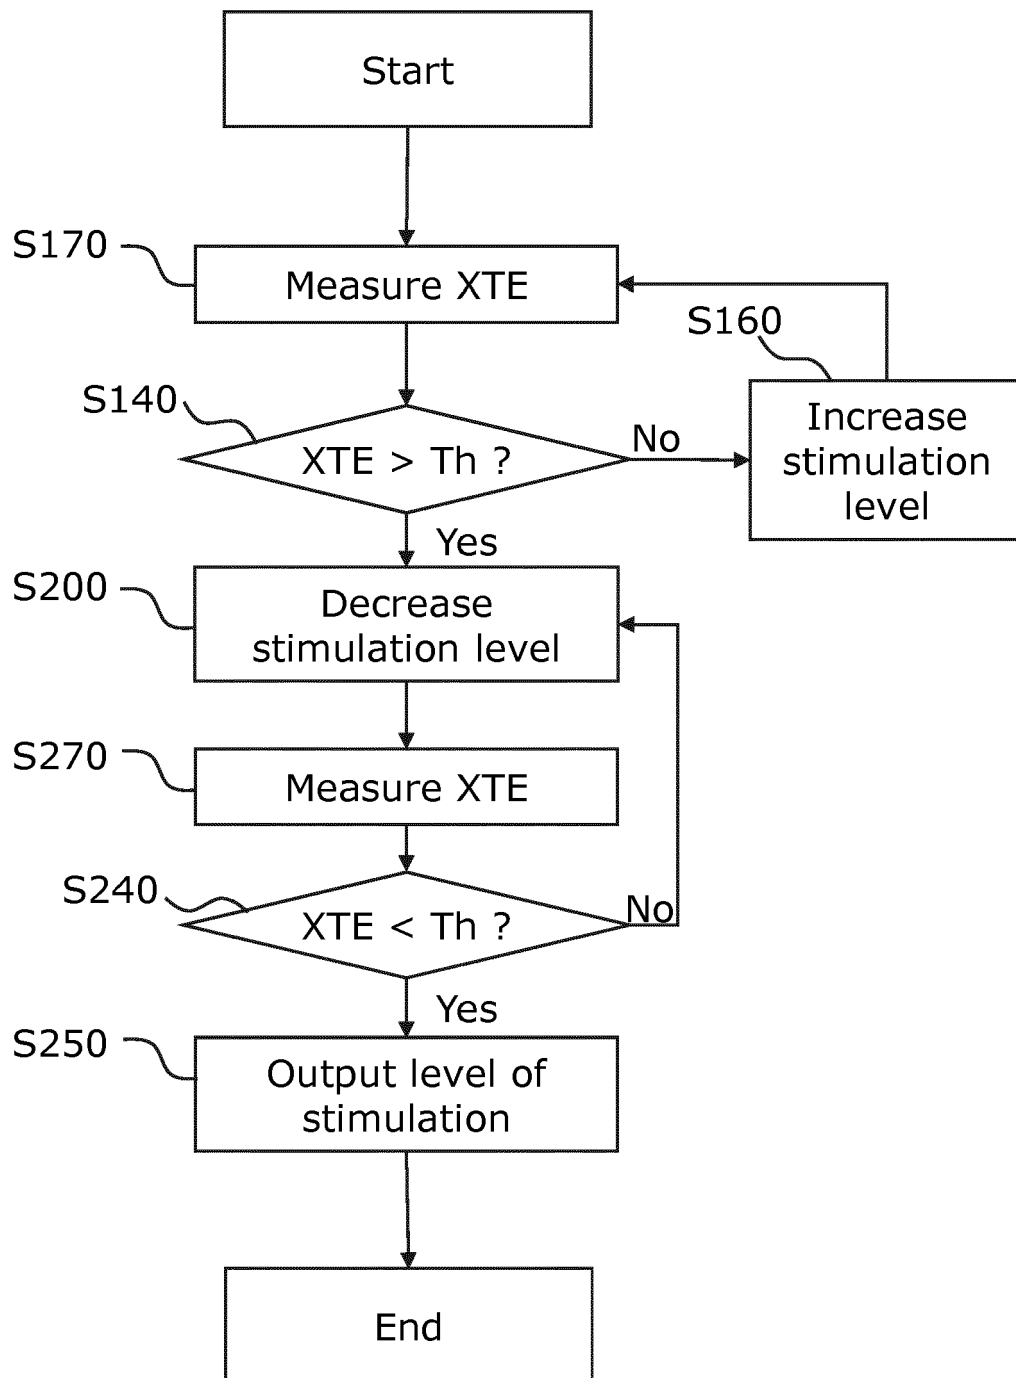 Start
S170
Measure XTE
S160
S140
XTE > Th ?
No
Increase
stimulation
level
Yes
S200
Decrease
stimulation level
S270
Measure XTE
S240
XTE < Th ?
No
Yes
S250
Output level of
stimulation
End